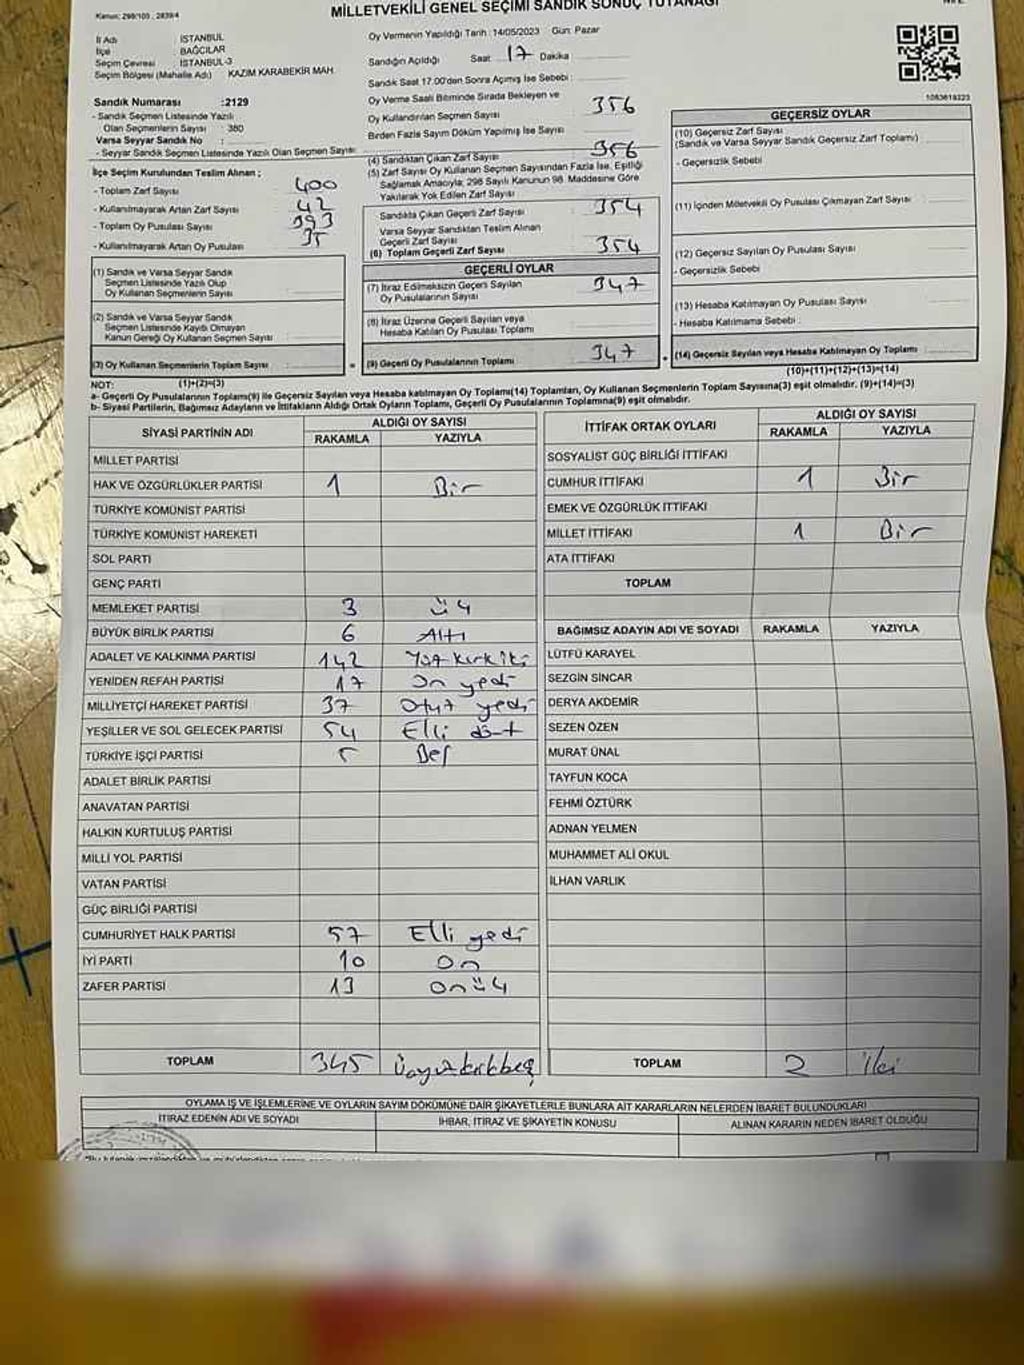 Kanun: 298/105 , 2839/4
MİLLETVEKİLİ GENEL SEÇİMİ SANDIK SONUÇ TUTANAĞI
İl Adı : İSTANBUL
İlçe : BAĞCILAR
Seçim Çevresi : İSTANBUL-3
Seçim Bölgesi (Mahalle Adı) : KAZIM KARABEKİR MAH.
Sandık Numarası :2129
- Sandık Seçmen Listesinde Yazılı
Olan Seçmenlerin Sayısı : 380
Varsa Seyyar Sandık No :
- Seyyar Sandık Seçmen Listesinde Yazılı Olan Seçmen Sayısı:
İlçe Seçim Kurulundan Teslim Alınan ;
- Toplam Zarf Sayısı : 400
- Kullanılmayarak Artan Zarf Sayısı : 42
- Toplam Oy Pusulası Sayısı : 393
- Kullanılmayarak Artan Oy Pusulası : 35
(1) Sandık ve Varsa Seyyar Sandık
Seçmen Listesinde Yazılı Olup
Oy Kullanan Seçmenlerin Sayısı :
(2) Sandık ve Varsa Seyyar Sandık
Seçmen Listesinde Kayıtlı Olmayan
Kanun Gereği Oy Kullanan Seçmen Sayısı :
(3) Oy Kullanan Seçmenlerin Toplam Sayısı :
(1)+(2)=(3)
Oy Vermenin Yapıldığı Tarih : 14/05/2023 Gün: Pazar
Sandığın Açıldığı Saat 17 Dakika
Sandık Saat 17.00'den Sonra Açılmış İse Sebebi :
Oy Verme Saati Bitiminde Sırada Bekleyen ve
Oy Kullandırılan Seçmen Sayısı : 356
Birden Fazla Sayım Döküm Yapılmış İse Sayısı :
(4) Sandıktan Çıkan Zarf Sayısı : 356
(5) Zarf Sayısı Oy Kullanan Seçmen Sayısından Fazla İse, Eşitliği
Sağlamak Amacıyla; 298 Sayılı Kanunun 98. Maddesine Göre
Yakılarak Yok Edilen Zarf Sayısı :
Sandıkta Çıkan Geçerli Zarf Sayısı : 354
Varsa Seyyar Sandıktan Teslim Alınan
Geçerli Zarf Sayısı :
(6) Toplam Geçerli Zarf Sayısı : 354
GEÇERLİ OYLAR
(7) İtiraz Edilmeksizin Geçerli Sayılan
Oy Pusulalarının Sayısı : 347
(8) İtiraz Üzerine Geçerli Sayılan veya
Hesaba Katılan Oy Pusulası Toplamı :
(9) Geçerli Oy Pusulalarının Toplamı : 347
1083618223
GEÇERSİZ OYLAR
(10) Geçersiz Zarf Sayısı
(Sandık ve Varsa Seyyar Sandık Geçersiz Zarf Toplamı) :
- Geçersizlik Sebebi
(11) İçinden Milletvekili Oy Pusulası Çıkmayan Zarf Sayısı :
(12) Geçersiz Sayılan Oy Pusulası Sayısı :
- Geçersizlik Sebebi
(13) Hesaba Katılmayan Oy Pusulası Sayısı :
- Hesaba Katılmama Sebebi :
(14) Geçersiz Sayılan veya Hesaba Katılmayan Oy Toplamı :
(10)+(11)+(12)+(13)=(14)
NOT:
a- Geçerli Oy Pusulalarının Toplamı(9) ile Geçersiz Sayılan veya Hesaba katılmayan Oy Toplamı(14) Toplamları, Oy Kullanan Seçmenlerin Toplam Sayısına(3) eşit olmalıdır. (9)+(14)=(3)
b- Siyasi Partilerin, Bağımsız Adayların ve İttifakların Aldığı Ortak Oyların Toplamı, Geçerli Oy Pusulalarının Toplamına(9) eşit olmalıdır.
SİYASİ PARTİNİN ADI
ALDIĞI OY SAYISI
RAKAMLA YAZIYLA
MİLLET PARTİSİ
HAK VE ÖZGÜRLÜKLER PARTİSİ 1 Bir
TÜRKİYE KOMÜNİST PARTİSİ
TÜRKİYE KOMÜNİST HAREKETİ
SOL PARTİ
GENÇ PARTİ
MEMLEKET PARTİSİ 3 üç
BÜYÜK BİRLİK PARTİSİ 6 Altı
ADALET VE KALKINMA PARTİSİ 142 Yüz kırk iki
YENİDEN REFAH PARTİSİ 17 On yedi
MİLLİYETÇİ HAREKET PARTİSİ 37 Otuz yedi
YEŞİLLER VE SOL GELECEK PARTİSİ 54 Elli dört
TÜRKİYE İŞÇİ PARTİSİ 5 Beş
ADALET BİRLİK PARTİSİ
ANAVATAN PARTİSİ
HALKIN KURTULUŞ PARTİSİ
MİLLİ YOL PARTİSİ
VATAN PARTİSİ
GÜÇ BİRLİĞİ PARTİSİ
CUMHURİYET HALK PARTİSİ 57 Elli yedi
İYİ PARTİ 10 On
ZAFER PARTİSİ 13 Onüç
TOPLAM 345 Üçyüzkırkbeş
İTTİFAK ORTAK OYLARI
ALDIĞI OY SAYISI
RAKAMLA YAZIYLA
SOSYALİST GÜÇ BİRLİĞİ İTTİFAKI
CUMHUR İTTİFAKI 1 Bir
EMEK VE ÖZGÜRLÜK İTTİFAKI
MİLLET İTTİFAKI 1 Bir
ATA İTTİFAKI
TOPLAM
BAĞIMSIZ ADAYIN ADI VE SOYADI RAKAMLA YAZIYLA
LÜTFÜ KARAYEL
SEZGİN SİNCAR
DERYA AKDEMİR
SEZEN ÖZEN
MURAT ÜNAL
TAYFUN KOCA
FEHMİ ÖZTÜRK
ADNAN YELMEN
MUHAMMET ALİ OKUL
İLHAN VARLIK
TOPLAM 2 İki
OYLAMA İŞ VE İŞLEMLERİNE VE OYLARIN SAYIM DÖKÜMÜNE DAİR ŞİKAYETLERLE BUNLARA AİT KARARLARIN NELERDEN İBARET BULUNDUKLARI
İTİRAZ EDENİN ADI VE SOYADI
İHBAR, İTİRAZ VE ŞİKAYETİN KONUSU
ALINAN KARARIN NEDEN İBARET OLDUĞU